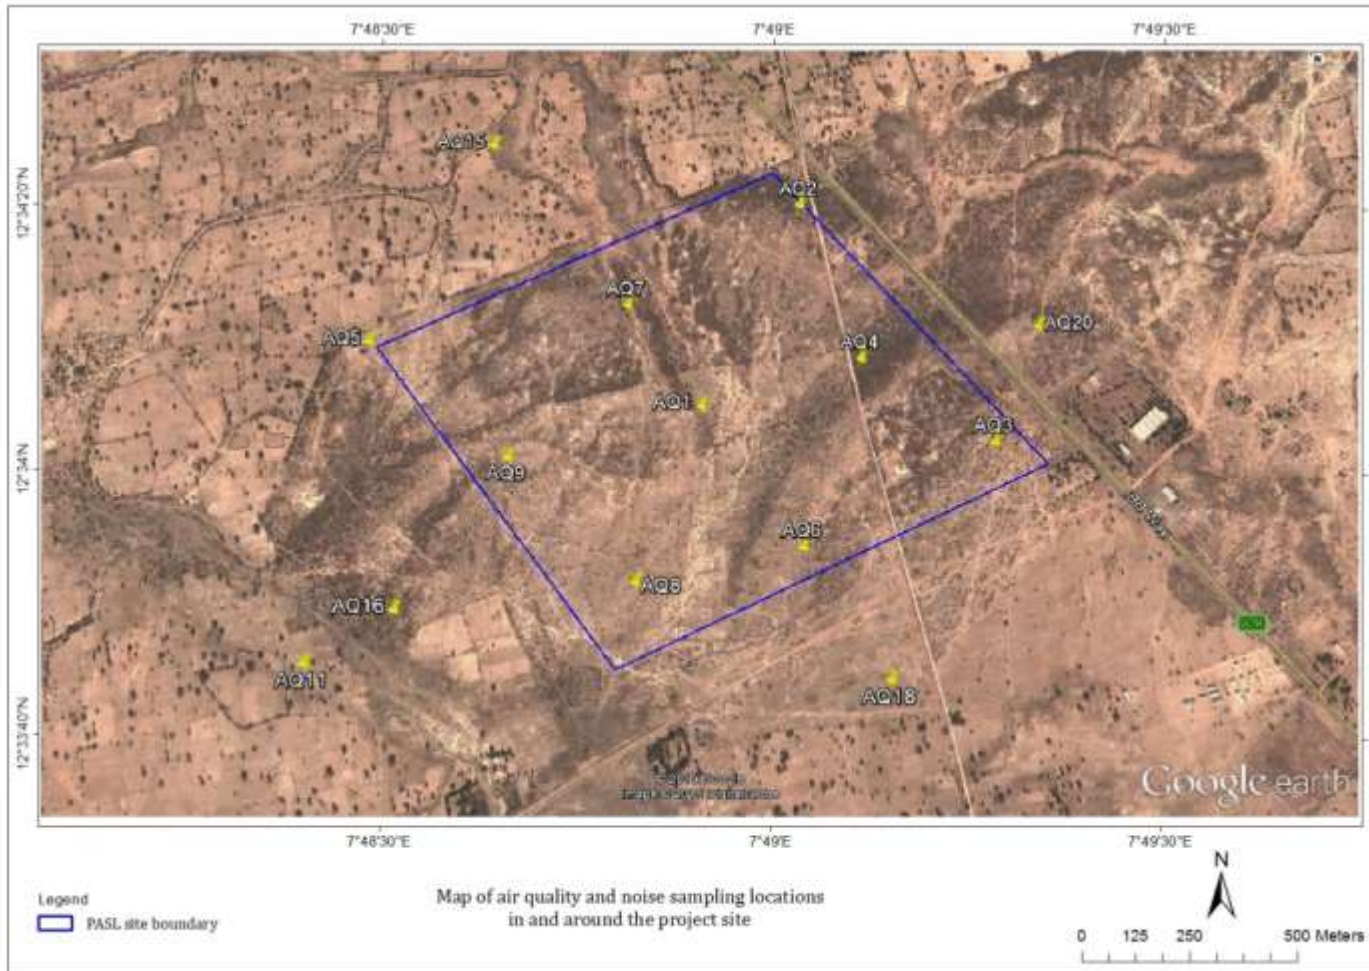 7°48'30"E 7°49'E 7°49'30"E
12°34'20"N
12°34'N
12°33'40"N
AQ15
AQ2
AQ7
AQ5
AQ20
AQ4
AQ1
AQ3
AQ9
AQ6
AQ8
AQ16
AQ11
AQ18
Google earth
7°48'30"E 7°49'E 7°49'30"E
Legend
PASL site boundary
Map of air quality and noise sampling locations
in and around the project site
N
0 125 250 500 Meters